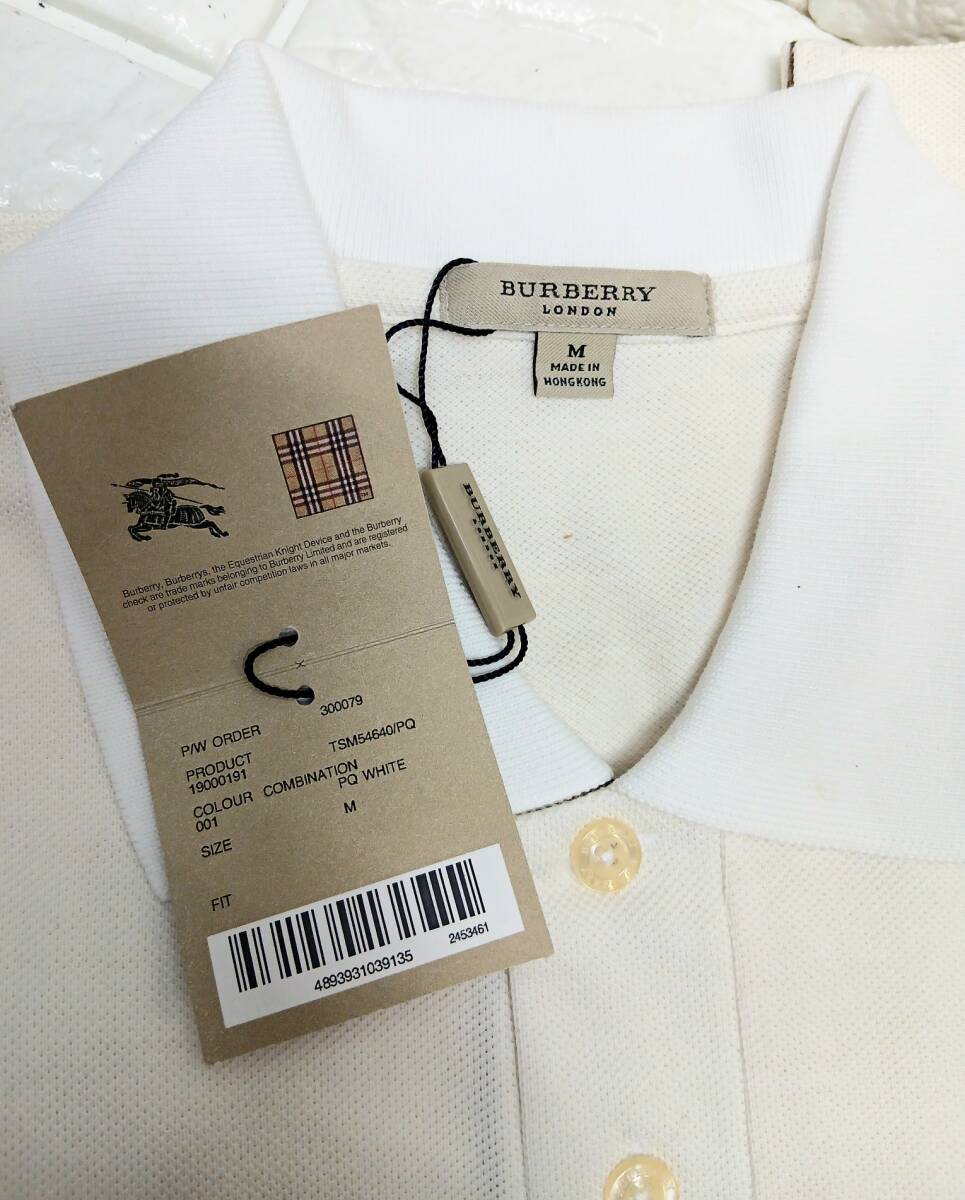 BURBERRY
LONDON
M
MADE IN
HONGKONG
BURBERRY
Burberry, Burberrys, the Equestrian Knight Device and the Burberry
check are trade marks belonging to Burberry Limited and are registered
or protected by unfair competition laws in all major markets.
P/W ORDER 300079
PRODUCT TSM54640/PQ
19000191
COLOUR COMBINATION
001 PQ WHITE
SIZE M
FIT
4893931039135 2453461